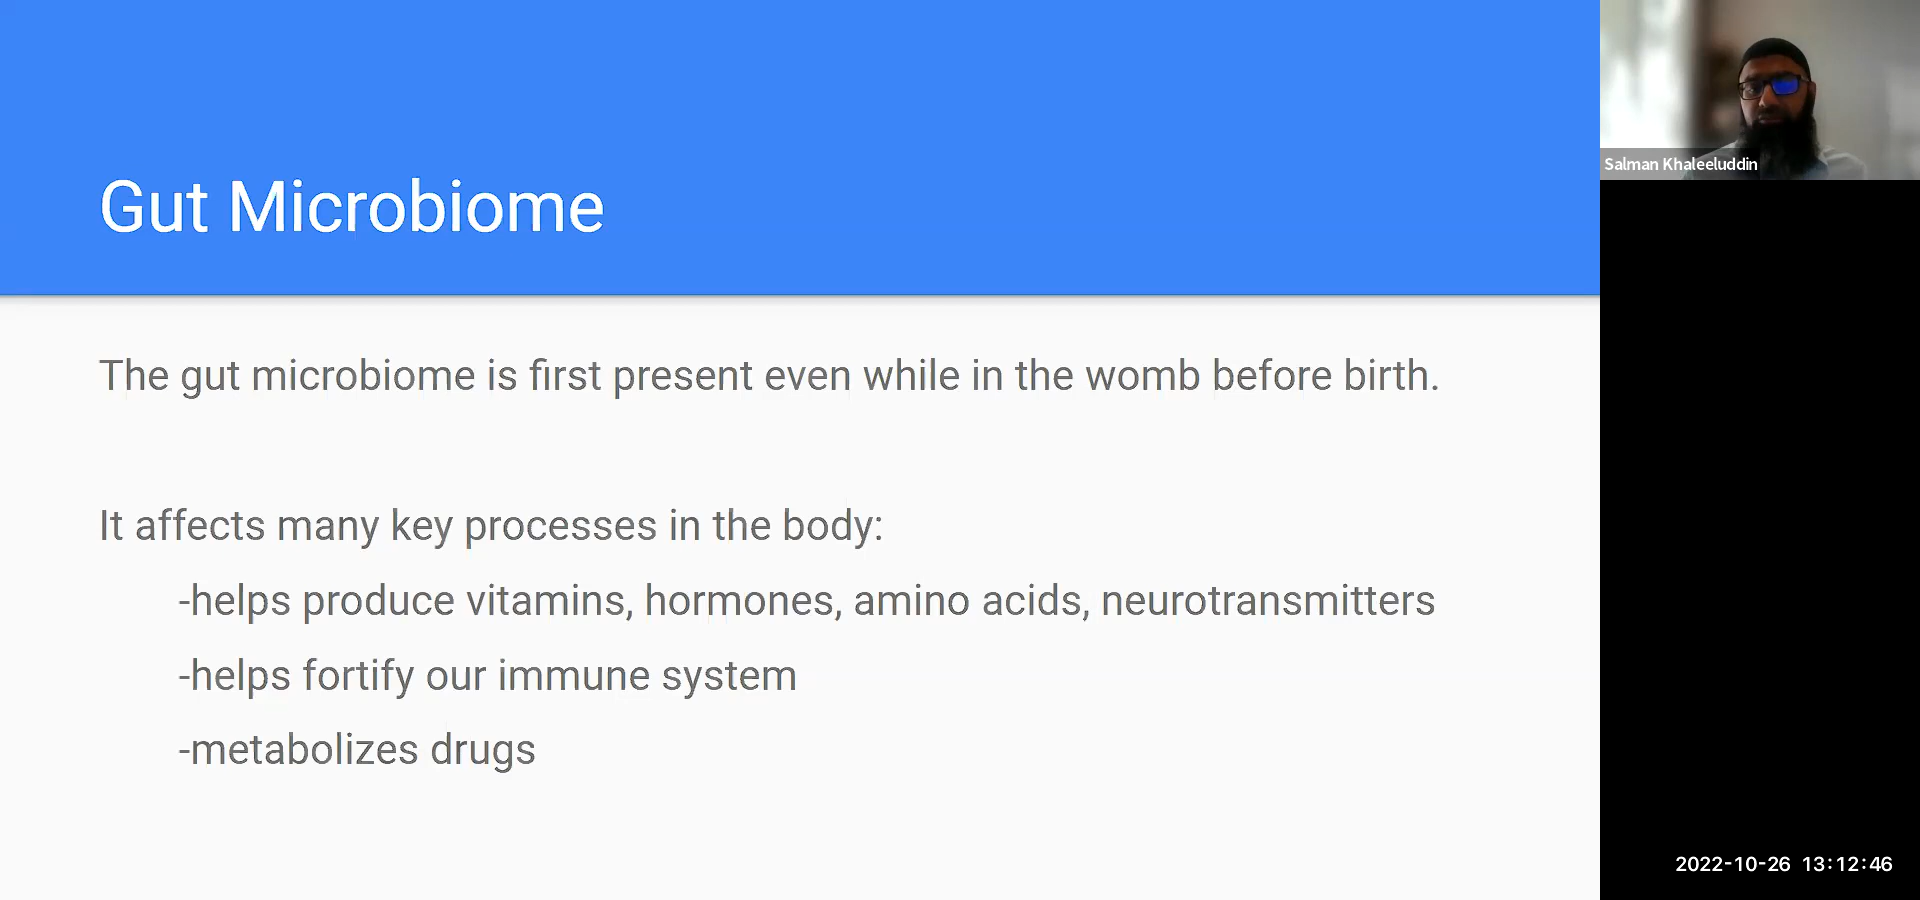 Gut Microbiome
The gut microbiome is first present even while in the womb before birth.
It affects many key processes in the body:
-helps produce vitamins, hormones, amino acids, neurotransmitters
-helps fortify our immune system
-metabolizes drugs
Salman Khaleeluddin
2022-10-26 13:12:46